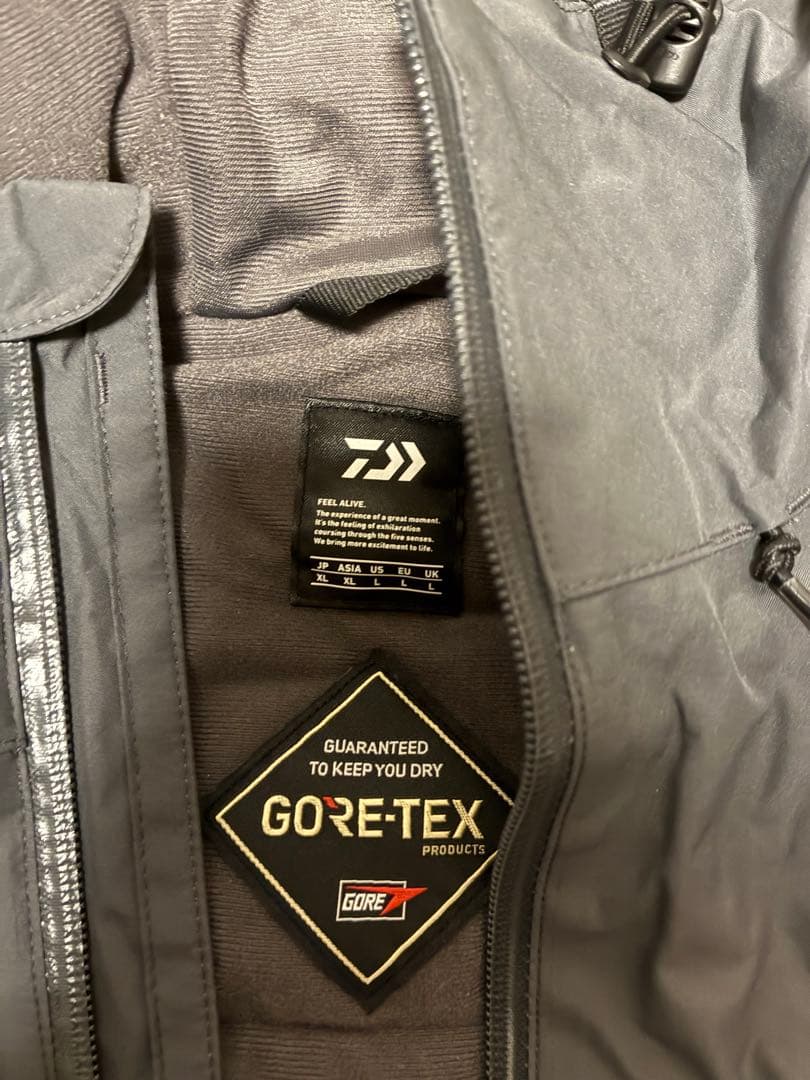 FEEL ALIVE.
The experience of a great moment.
It's the feeling of exhilaration
coursing through the five senses.
We bring more excitement to life.
JP ASIA US EU UK
XL XL L L L
GUARANTEED
TO KEEP YOU DRY
GORE-TEX
PRODUCTS
GORE